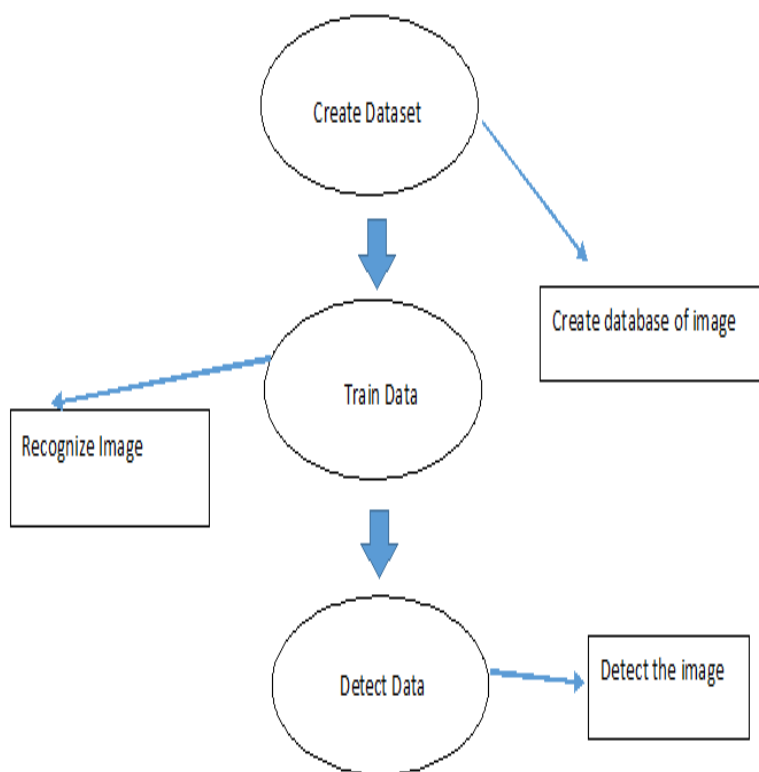 Create Dataset
Create database of image
Train Data
Recognize Image
Detect Data
Detect the image